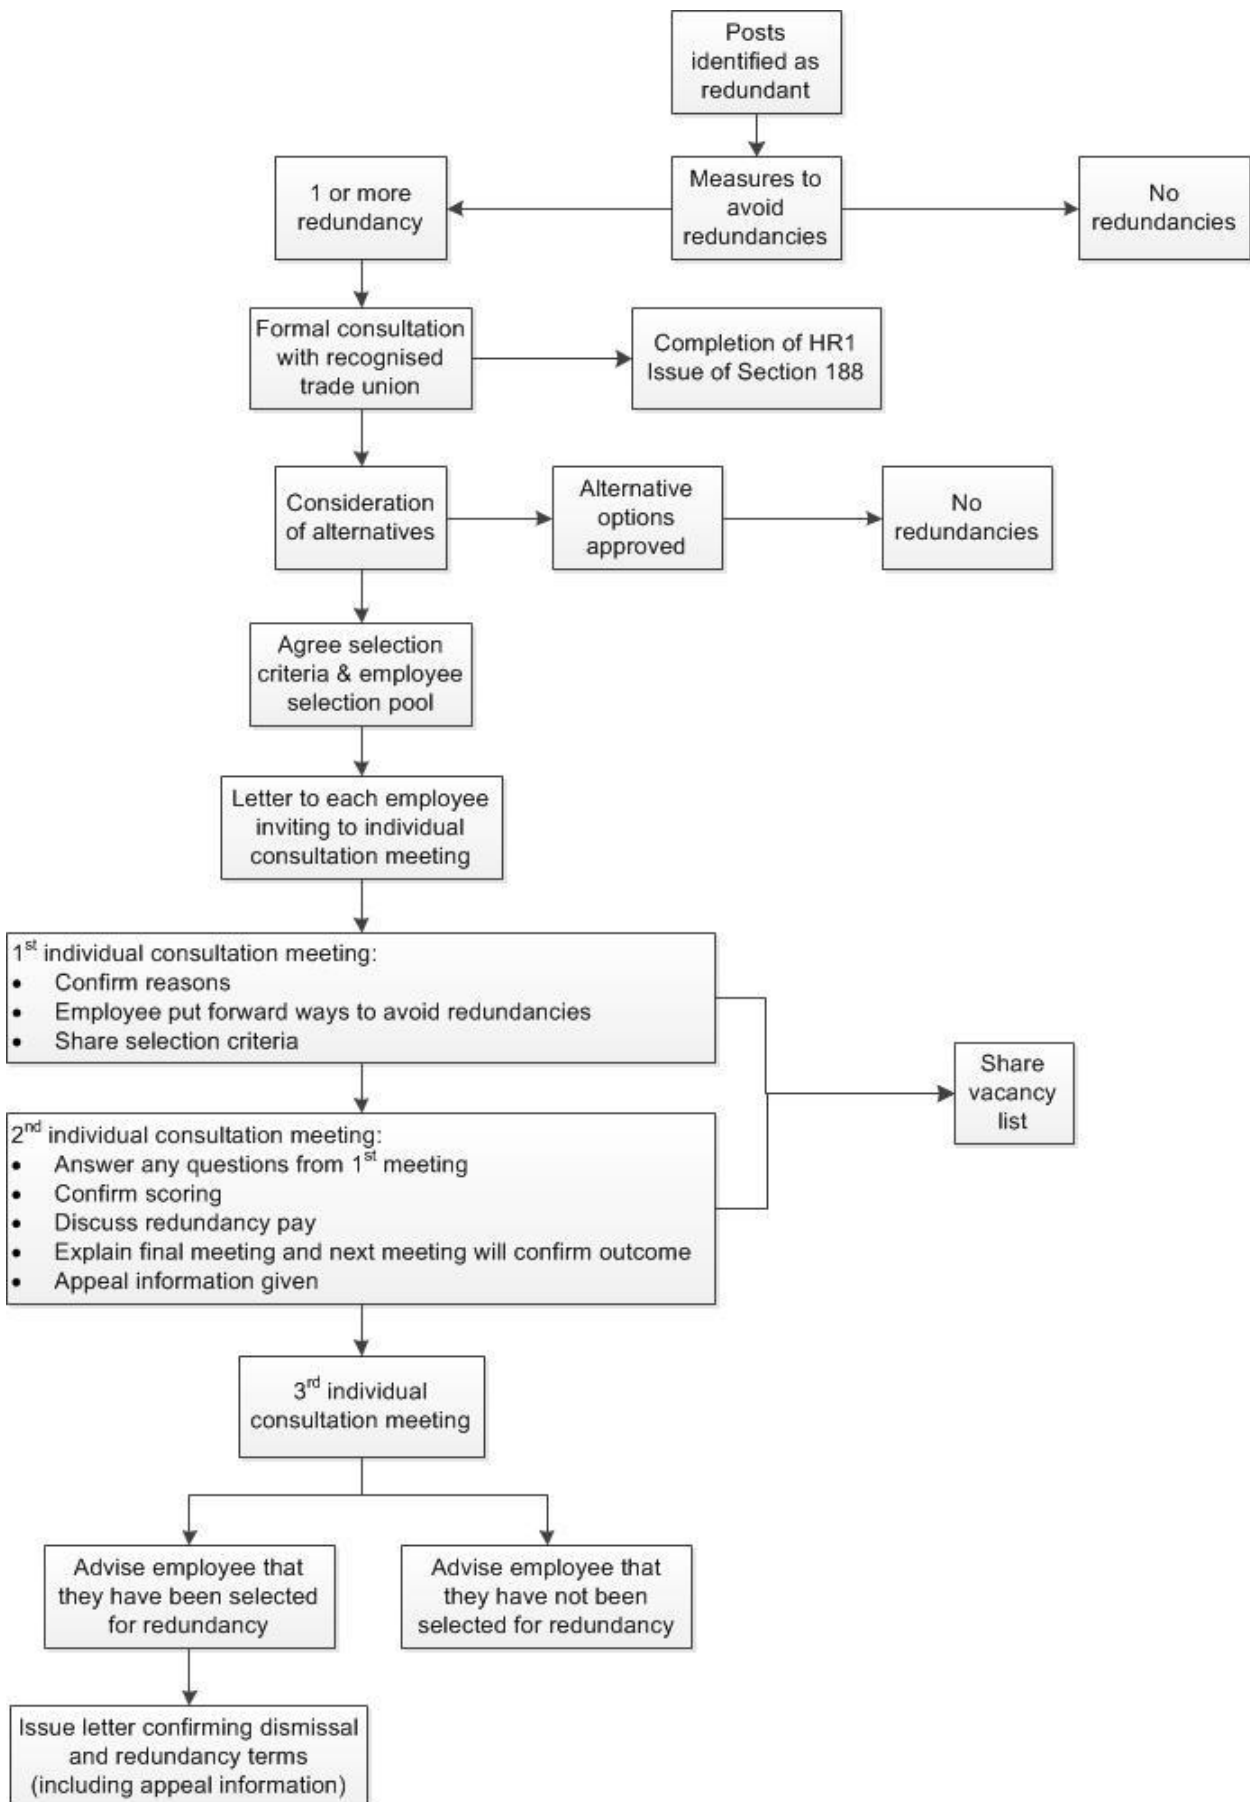 Posts
identified as
redundant
1 or more
redundancy
Measures to
avoid
redundancies
No
redundancies
Formal consultation
with recognised
trade union
Completion of HR1
Issue of Section 188
Consideration
of alternatives
Alternative
options
approved
No
redundancies
Agree selection
criteria & employee
selection pool
Letter to each employee
inviting to individual
consultation meeting
1st individual consultation meeting:
• Confirm reasons
• Employee put forward ways to avoid redundancies
• Share selection criteria
Share
vacancy
list
2nd individual consultation meeting:
• Answer any questions from 1st meeting
• Confirm scoring
• Discuss redundancy pay
• Explain final meeting and next meeting will confirm outcome
• Appeal information given
3rd individual
consultation meeting
Advise employee that
they have been selected
for redundancy
Advise employee that
they have not been
selected for redundancy
Issue letter confirming dismissal
and redundancy terms
(including appeal information)